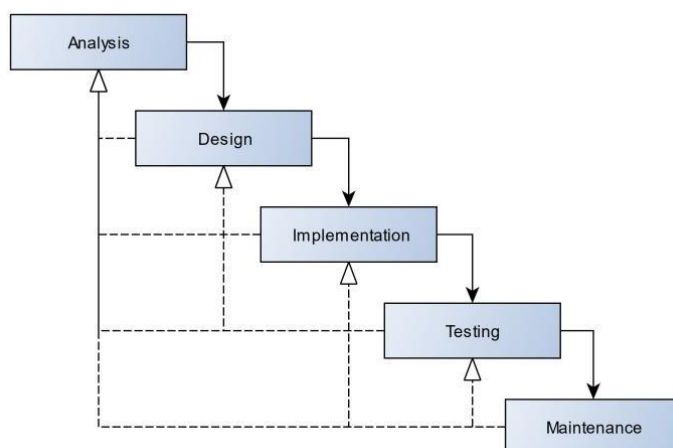 Analysis
Design
Implementation
Testing
Maintenance